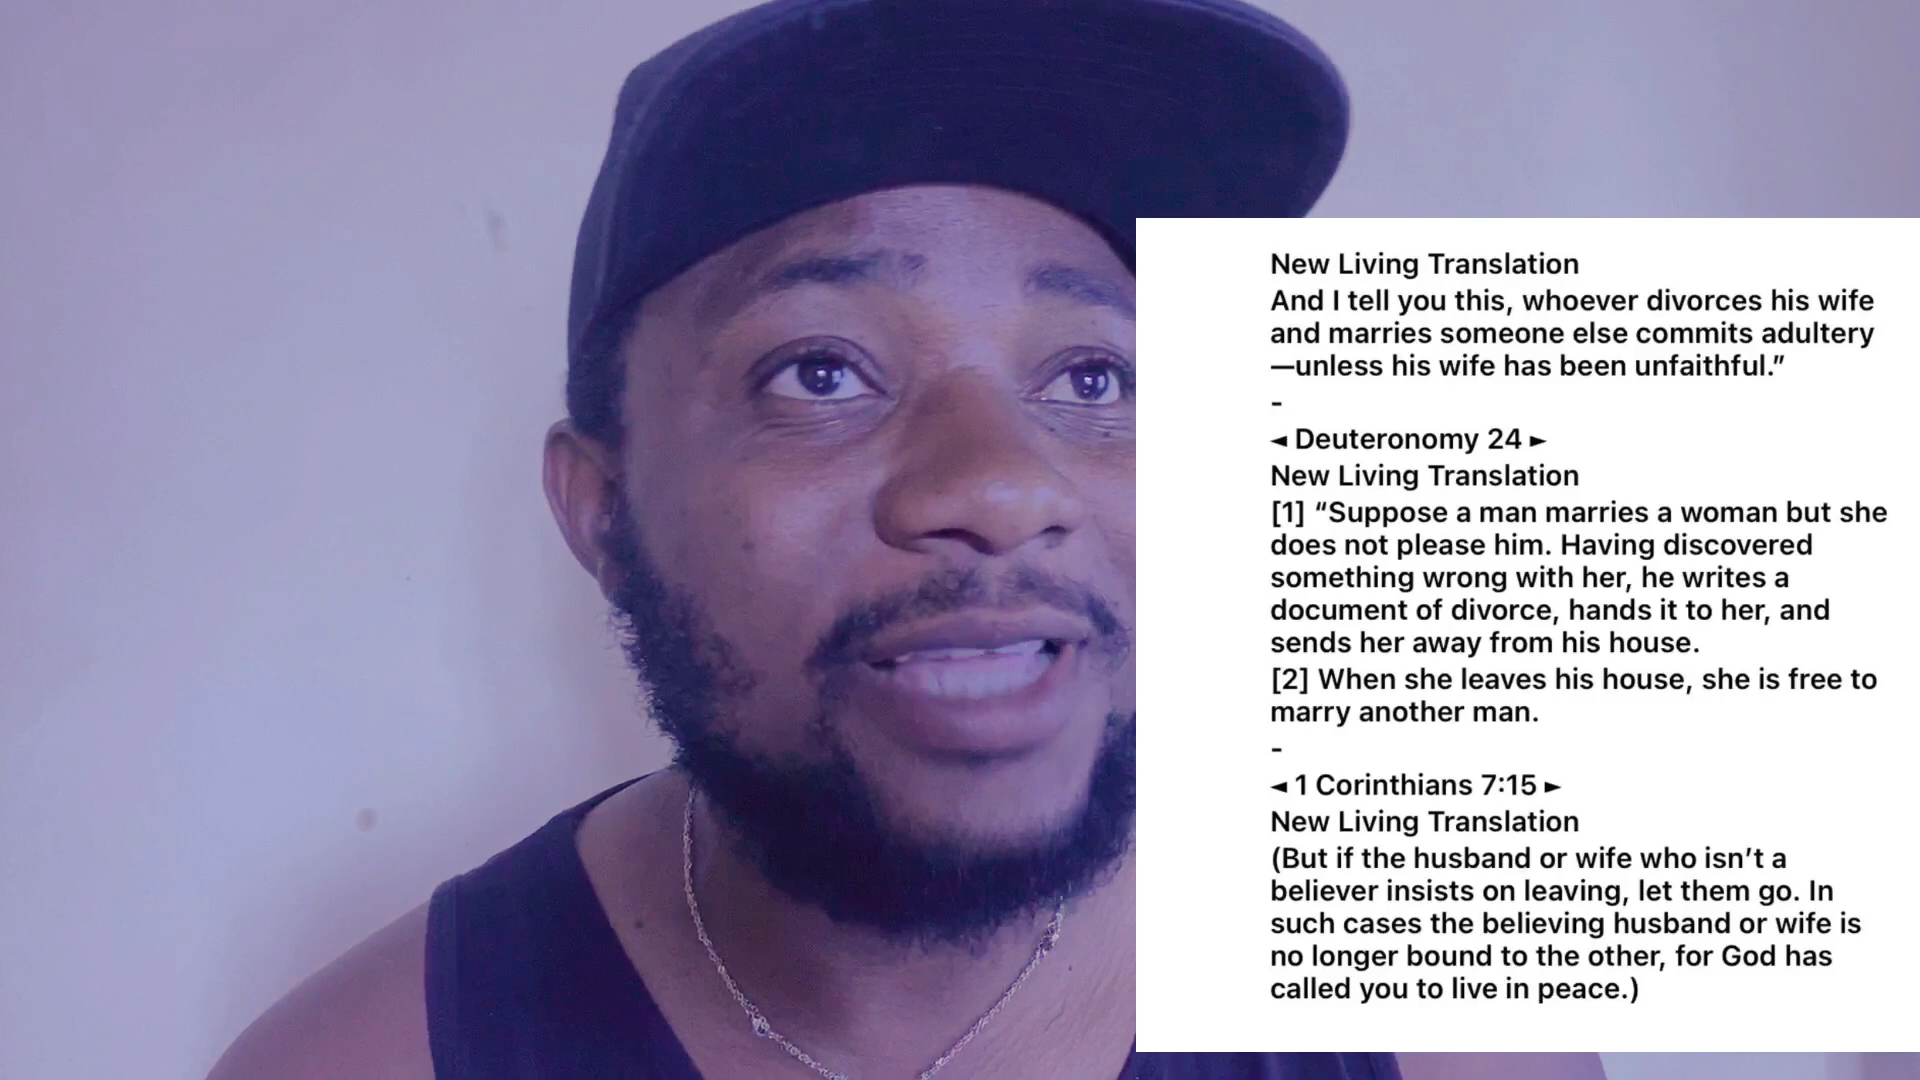 New Living Translation
And I tell you this, whoever divorces his wife
and marries someone else commits adultery
—unless his wife has been unfaithful.”
-
◄ Deuteronomy 24 ►
New Living Translation
[1] “Suppose a man marries a woman but she
does not please him. Having discovered
something wrong with her, he writes a
document of divorce, hands it to her, and
sends her away from his house.
[2] When she leaves his house, she is free to
marry another man.
-
◄ 1 Corinthians 7:15 ►
New Living Translation
(But if the husband or wife who isn’t a
believer insists on leaving, let them go. In
such cases the believing husband or wife is
no longer bound to the other, for God has
called you to live in peace.)